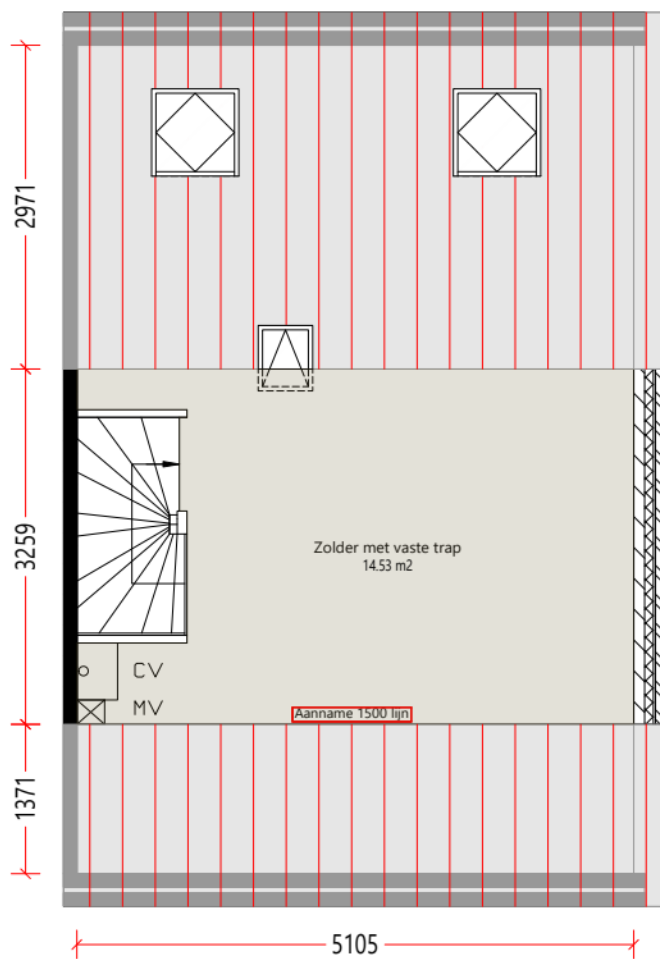 2971
3259
Zolder met vaste trap
14.53 m2
CV
MV
Aanname 1500 lijn
1371
5105